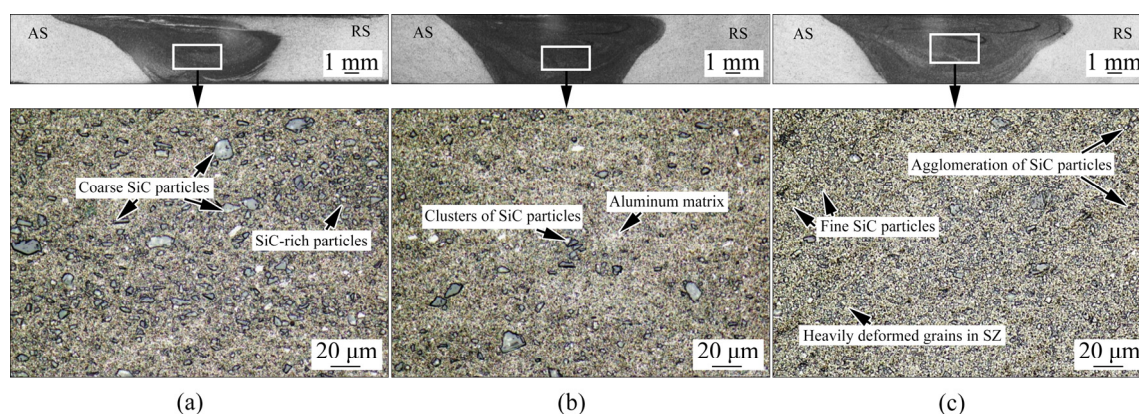 AS
RS
1 mm
AS
RS
1 mm
AS
RS
1 mm
Coarse SiC particles
SiC-rich particles
20 μm
Clusters of SiC particles
Aluminum matrix
20 μm
Agglomeration of SiC particles
Fine SiC particles
Heavily deformed grains in SZ
20 μm
(a)
(b)
(c)